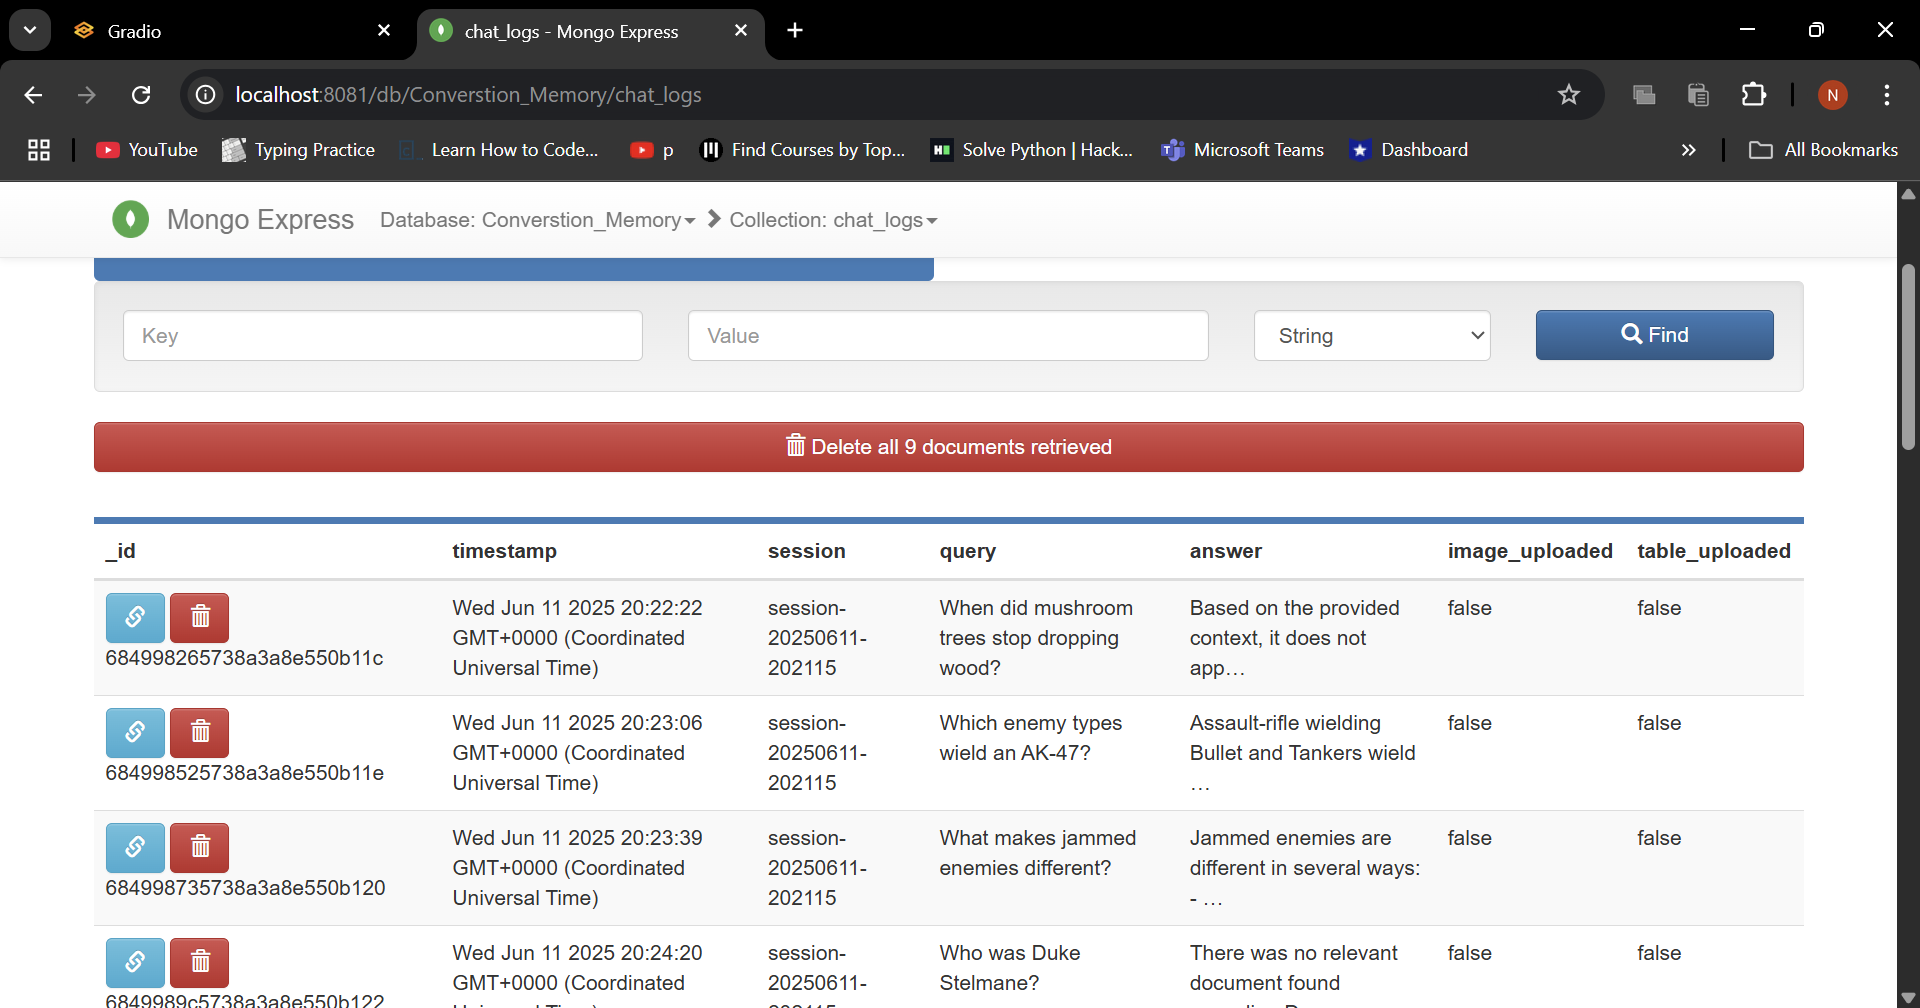 Gradio
chat_logs - Mongo Express
localhost:8081/db/Converstion_Memory/chat_logs
N
YouTube
Typing Practice
Learn How to Code...
p
Find Courses by Top...
Solve Python | Hack...
Microsoft Teams
Dashboard
All Bookmarks
Mongo Express Database: Converstion_Memory Collection: chat_logs
Key Value String Find
Delete all 9 documents retrieved
_id timestamp session query answer image_uploaded table_uploaded
684998265738a3a8e550b11c
Wed Jun 11 2025 20:22:22
GMT+0000 (Coordinated
Universal Time)
session-
20250611-
202115
When did mushroom
trees stop dropping
wood?
Based on the provided
context, it does not
app...
false
false
684998525738a3a8e550b11e
Wed Jun 11 2025 20:23:06
GMT+0000 (Coordinated
Universal Time)
session-
20250611-
202115
Which enemy types
wield an AK-47?
Assault-rifle wielding
Bullet and Tankers wield
...
false
false
684998735738a3a8e550b120
Wed Jun 11 2025 20:23:39
GMT+0000 (Coordinated
Universal Time)
session-
20250611-
202115
What makes jammed
enemies different?
Jammed enemies are
different in several ways:
- ...
false
false
6849989c5738a3a8e550b122
Wed Jun 11 2025 20:24:20
GMT+0000 (Coordinated
session-
20250611-
Who was Duke
Stelmane?
There was no relevant
document found
false
false